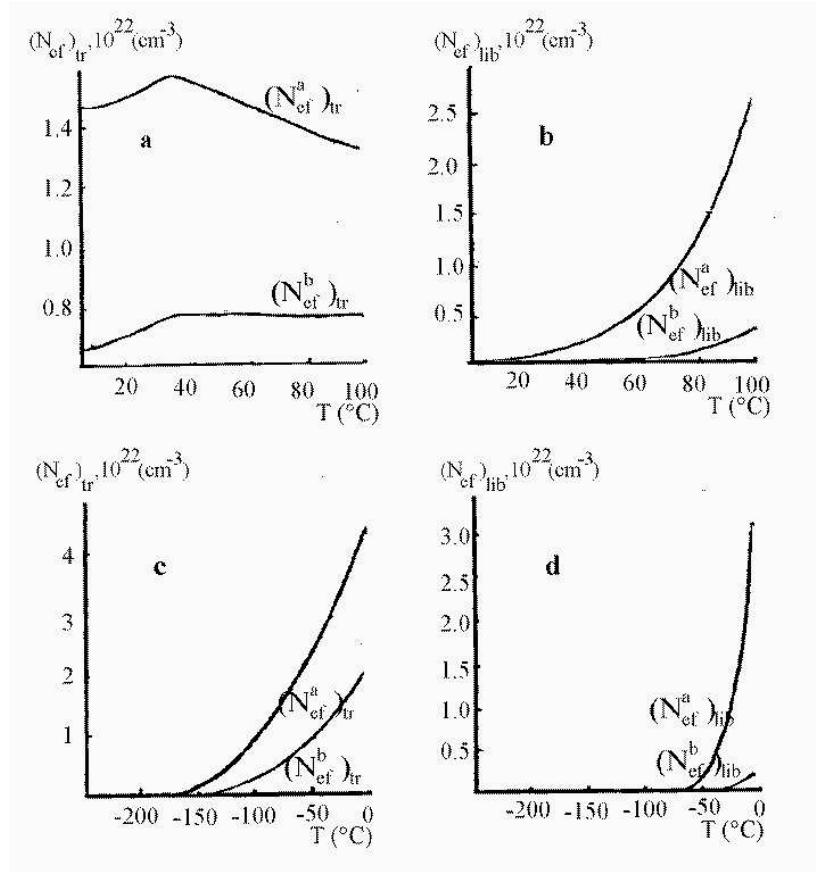 (N_ef)_tr, 10^22 (cm^-3)
1.4
1.2
1.0
0.8
20 40 60 80 100
T (°C)
a
(N^a_ef)_tr
(N^b_ef)_tr
(N_ef)_lib, 10^22 (cm^-3)
2.5
2.0
1.5
1.0
0.5
20 40 60 80 100
T (°C)
b
(N^a_ef)_lib
(N^b_ef)_lib
(N_ef)_tr, 10^22 (cm^-3)
4
3
2
1
-200 -150 -100 -50 0
T (°C)
c
(N^a_ef)_tr
(N^b_ef)_tr
(N_ef)_lib, 10^22 (cm^-3)
3.0
2.5
2.0
1.5
1.0
0.5
-200 -150 -100 -50 0
T (°C)
d
(N^a_ef)_lib
(N^b_ef)_lib